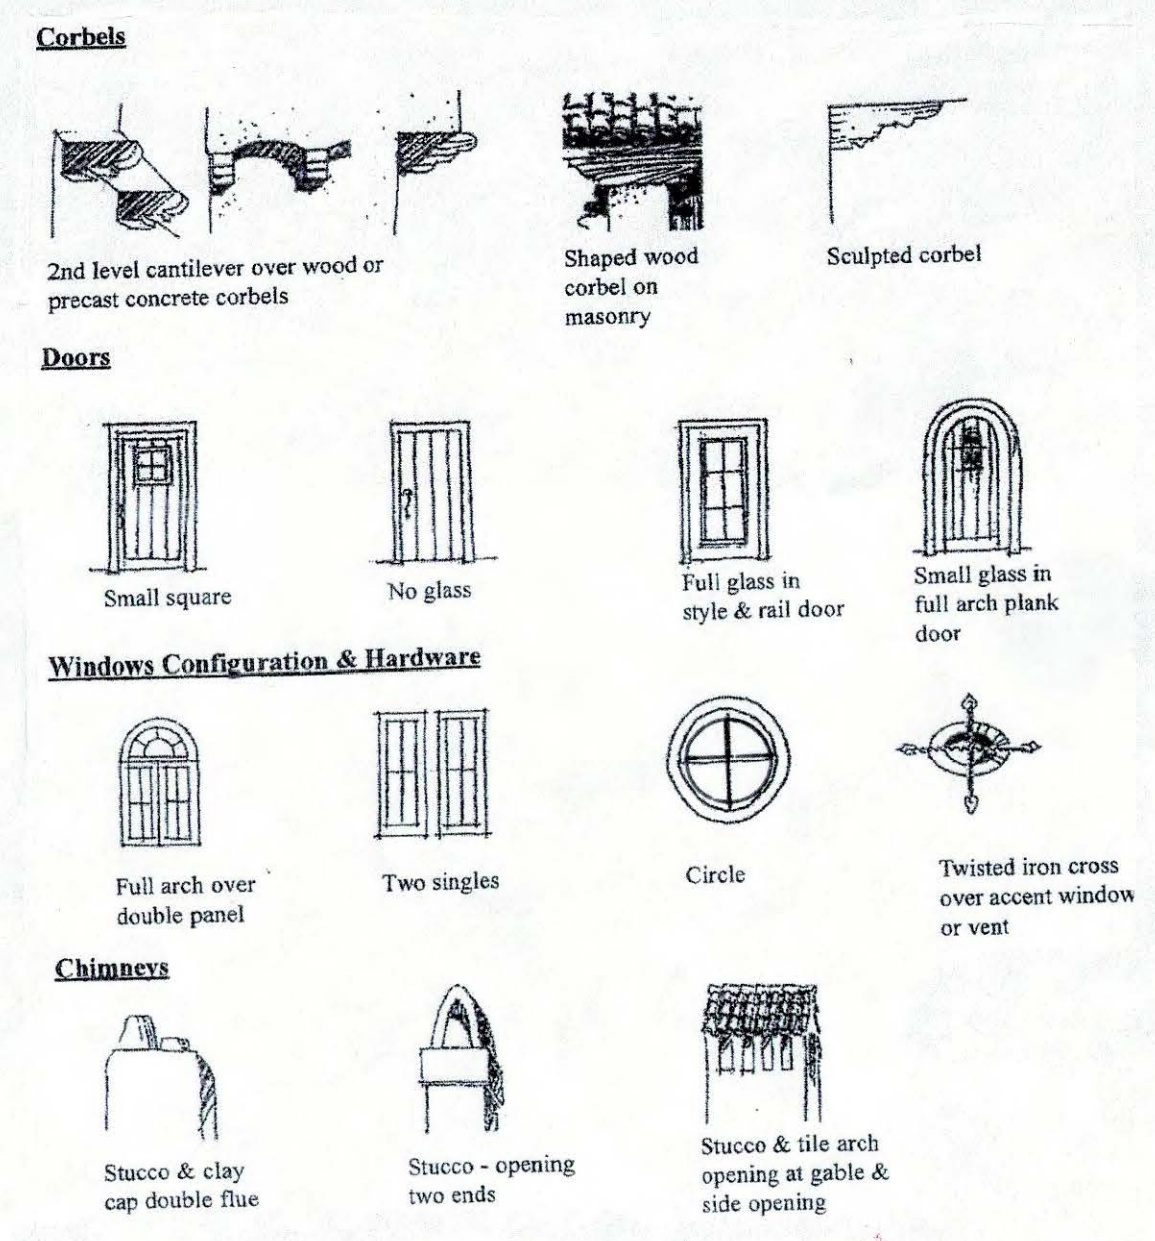 Corbels
2nd level cantilever over wood or
precast concrete corbels
Shaped wood
corbel on
masonry
Sculpted corbel
Doors
Small square
No glass
Full glass in
style & rail door
Small glass in
full arch plank
door
Windows Configuration & Hardware
Full arch over
double panel
Two singles
Circle
Twisted iron cross
over accent window
or vent
Chimneys
Stucco & clay
cap double flue
Stucco - opening
two ends
Stucco & tile arch
opening at gable &
side opening